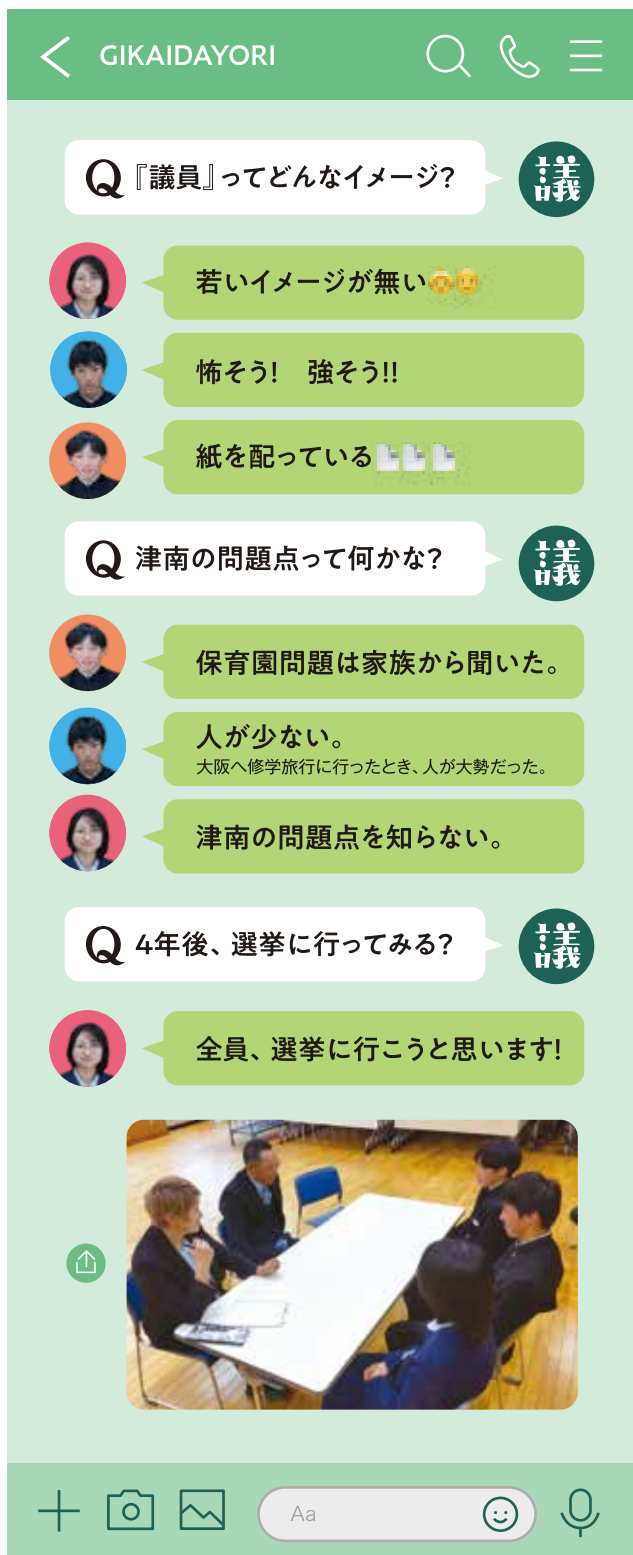 GIKAIDAYORI
Q『議員』ってどんなイメージ?
議
若いイメージが無い👴👵
怖そう! 強そう!!
紙を配っている📄📄📄
Q 津南の問題点って何かな?
議
保育園問題は家族から聞いた。
人が少ない。
大阪へ修学旅行に行ったとき、人が大勢だった。
津南の問題点を知らない。
Q 4年後、選挙に行ってみる?
議
全員、選挙に行こうと思います!
Aa